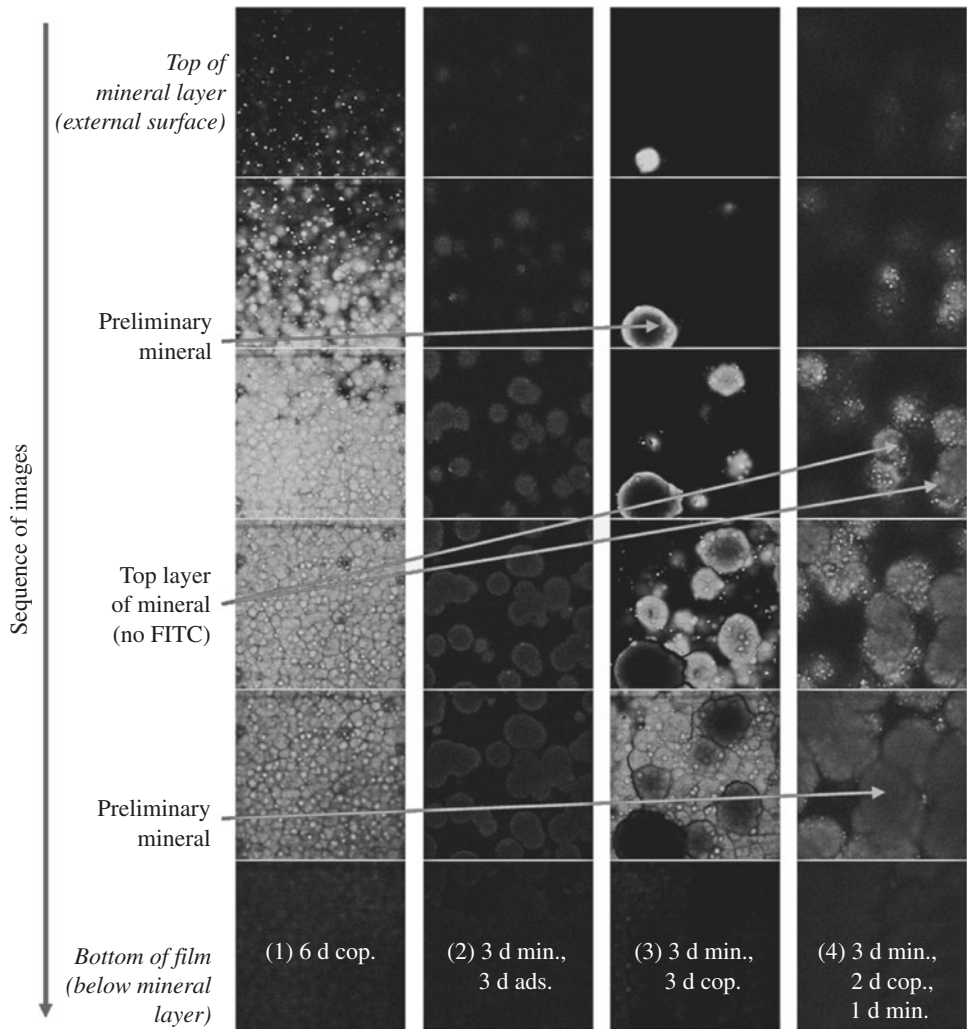 Sequence of images
Top of
mineral layer
(external surface)
Preliminary
mineral
Top layer
of mineral
(no FITC)
Preliminary
mineral
Bottom of film
(below mineral
layer)
(1) 6 d cop.
(2) 3 d min.,
3 d ads.
(3) 3 d min.,
3 d cop.
(4) 3 d min.,
2 d cop.,
1 d min.